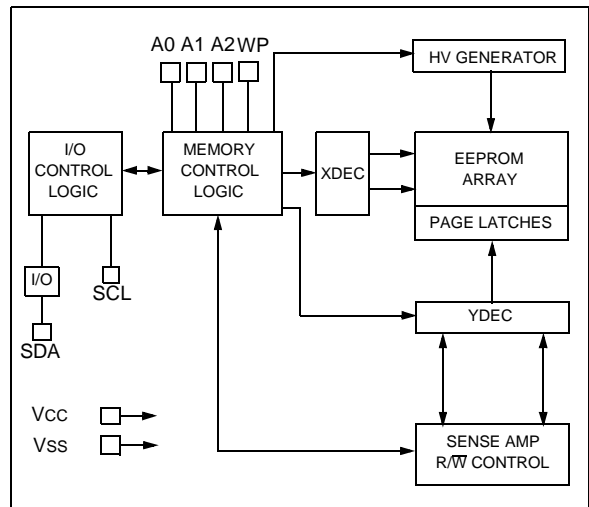 A0 A1 A2 WP
HV GENERATOR
I/O
CONTROL
LOGIC
MEMORY
CONTROL
LOGIC
XDEC
EEPROM
ARRAY
PAGE LATCHES
I/O
SCL
SDA
YDEC
Vcc
Vss
SENSE AMP
R/W̅ CONTROL